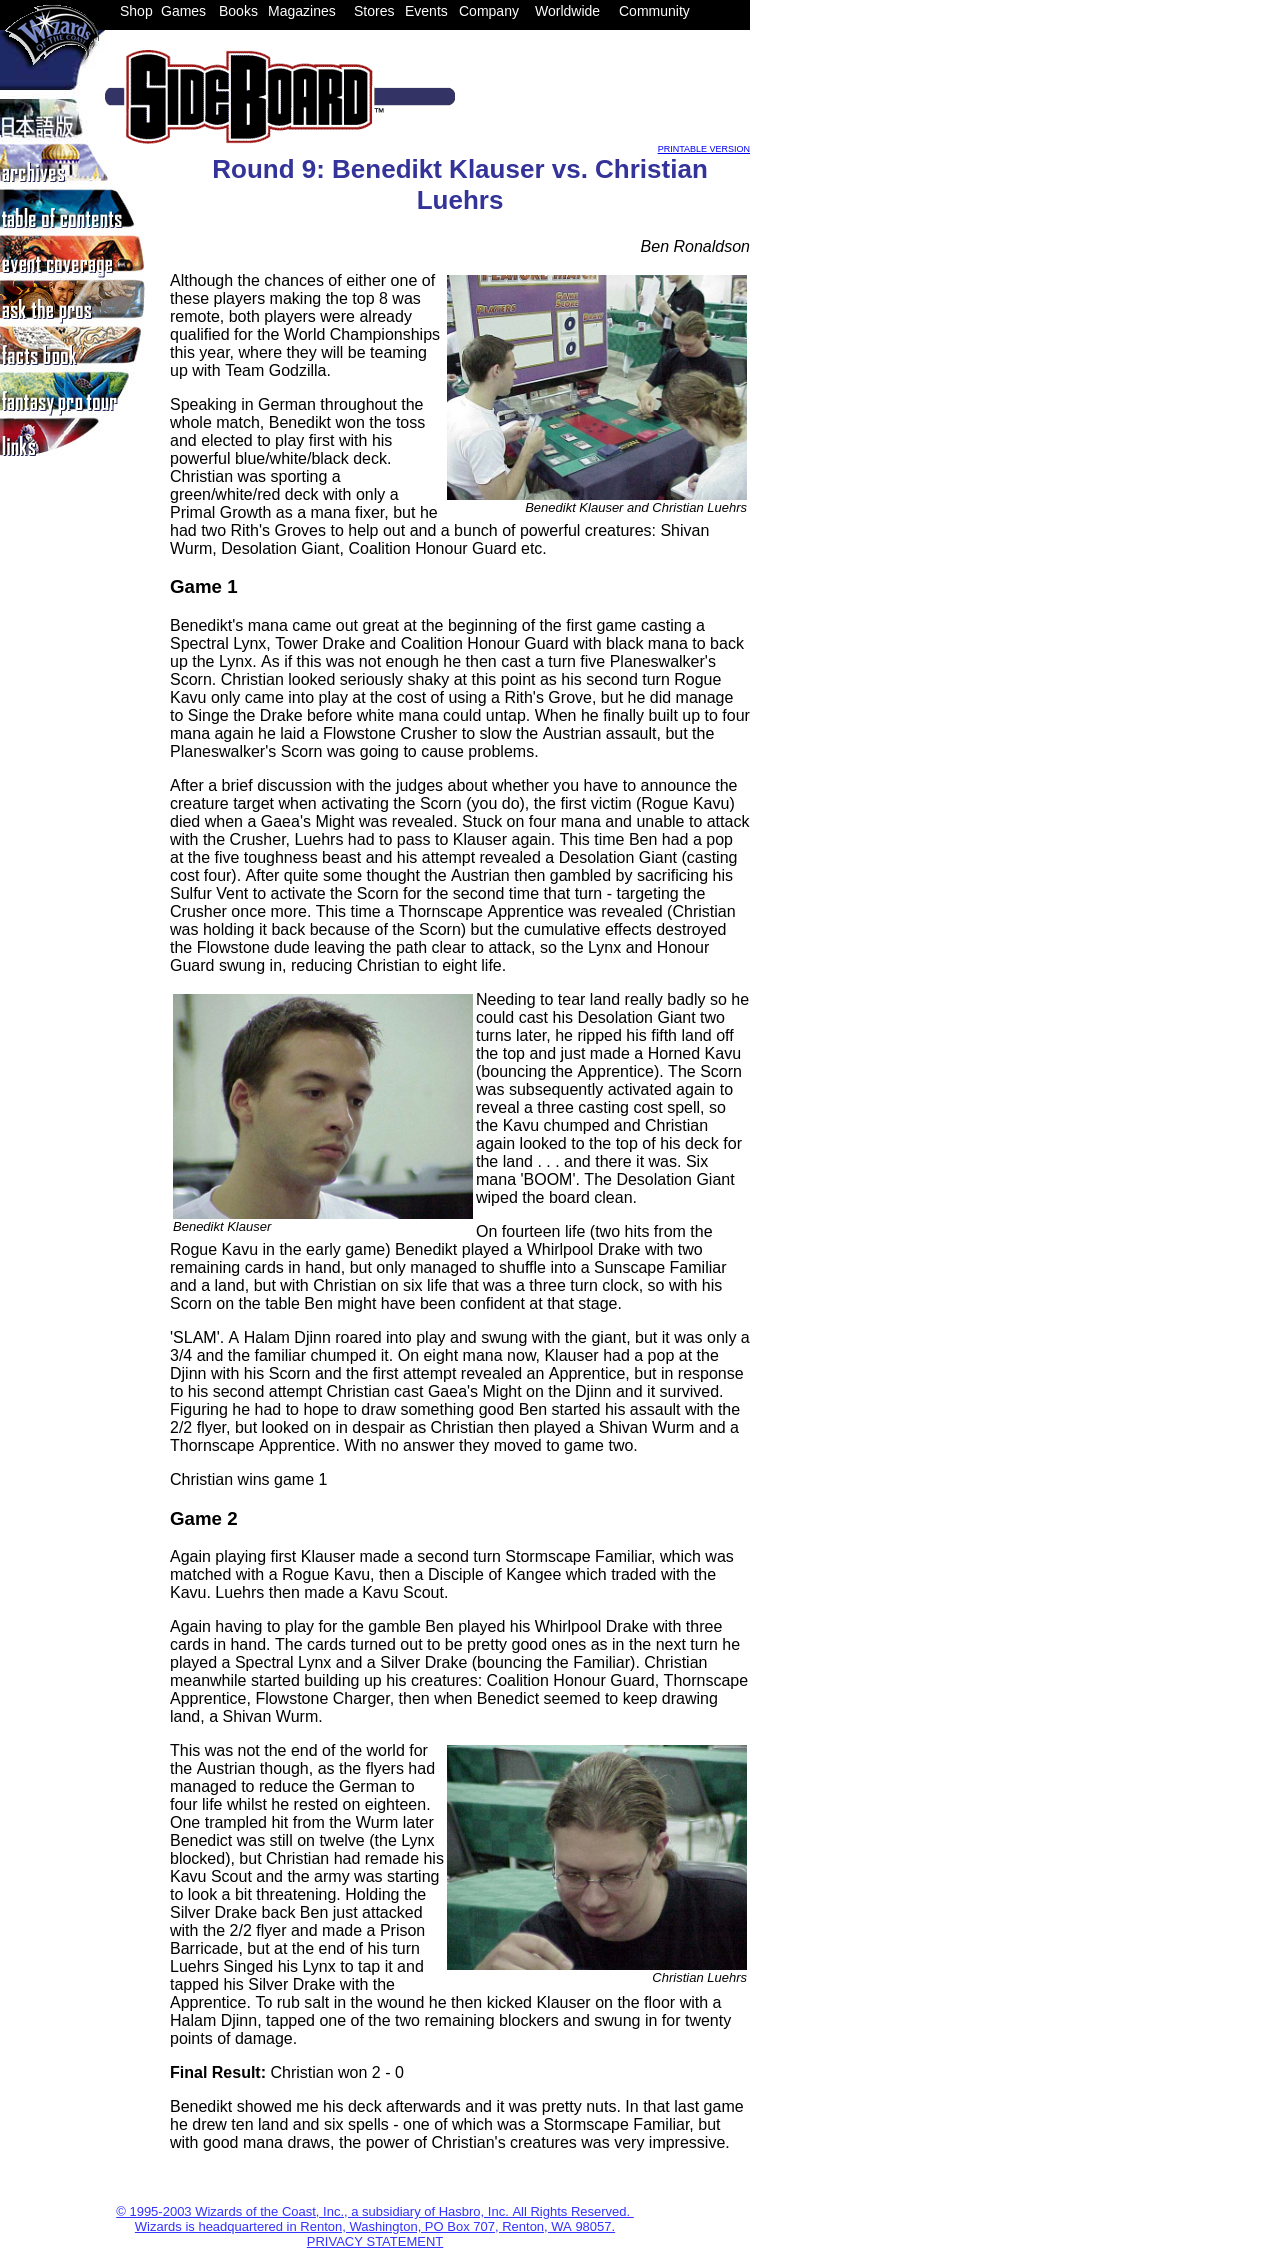 Shop Games Books Magazines Stores Events Company Worldwide Community
Wizards
OF THE COAST
SIDEBOARD™
日本語版
archives
table of contents
event coverage
ask the pros
facts book
fantasy pro tour
links
PRINTABLE VERSION
Round 9: Benedikt Klauser vs. Christian
Luehrs
Ben Ronaldson
Although the chances of either one of
these players making the top 8 was
remote, both players were already
qualified for the World Championships
this year, where they will be teaming
up with Team Godzilla.
FEATURE MATCH
PLAYERS
GAME
SCORE
DRAW
Speaking in German throughout the
whole match, Benedikt won the toss
and elected to play first with his
powerful blue/white/black deck.
Christian was sporting a
green/white/red deck with only a
Primal Growth as a mana fixer, but he
had two Rith's Groves to help out and a bunch of powerful creatures: Shivan
Wurm, Desolation Giant, Coalition Honour Guard etc.
Benedikt Klauser and Christian Luehrs
Game 1
Benedikt's mana came out great at the beginning of the first game casting a
Spectral Lynx, Tower Drake and Coalition Honour Guard with black mana to back
up the Lynx. As if this was not enough he then cast a turn five Planeswalker's
Scorn. Christian looked seriously shaky at this point as his second turn Rogue
Kavu only came into play at the cost of using a Rith's Grove, but he did manage
to Singe the Drake before white mana could untap. When he finally built up to four
mana again he laid a Flowstone Crusher to slow the Austrian assault, but the
Planeswalker's Scorn was going to cause problems.
After a brief discussion with the judges about whether you have to announce the
creature target when activating the Scorn (you do), the first victim (Rogue Kavu)
died when a Gaea's Might was revealed. Stuck on four mana and unable to attack
with the Crusher, Luehrs had to pass to Klauser again. This time Ben had a pop
at the five toughness beast and his attempt revealed a Desolation Giant (casting
cost four). After quite some thought the Austrian then gambled by sacrificing his
Sulfur Vent to activate the Scorn for the second time that turn - targeting the
Crusher once more. This time a Thornscape Apprentice was revealed (Christian
was holding it back because of the Scorn) but the cumulative effects destroyed
the Flowstone dude leaving the path clear to attack, so the Lynx and Honour
Guard swung in, reducing Christian to eight life.
Needing to tear land really badly so he
could cast his Desolation Giant two
turns later, he ripped his fifth land off
the top and just made a Horned Kavu
(bouncing the Apprentice). The Scorn
was subsequently activated again to
reveal a three casting cost spell, so
the Kavu chumped and Christian
again looked to the top of his deck for
the land . . . and there it was. Six
mana 'BOOM'. The Desolation Giant
wiped the board clean.
Benedikt Klauser
On fourteen life (two hits from the
Rogue Kavu in the early game) Benedikt played a Whirlpool Drake with two
remaining cards in hand, but only managed to shuffle into a Sunscape Familiar
and a land, but with Christian on six life that was a three turn clock, so with his
Scorn on the table Ben might have been confident at that stage.
'SLAM'. A Halam Djinn roared into play and swung with the giant, but it was only a
3/4 and the familiar chumped it. On eight mana now, Klauser had a pop at the
Djinn with his Scorn and the first attempt revealed an Apprentice, but in response
to his second attempt Christian cast Gaea's Might on the Djinn and it survived.
Figuring he had to hope to draw something good Ben started his assault with the
2/2 flyer, but looked on in despair as Christian then played a Shivan Wurm and a
Thornscape Apprentice. With no answer they moved to game two.
Christian wins game 1
Game 2
Again playing first Klauser made a second turn Stormscape Familiar, which was
matched with a Rogue Kavu, then a Disciple of Kangee which traded with the
Kavu. Luehrs then made a Kavu Scout.
Again having to play for the gamble Ben played his Whirlpool Drake with three
cards in hand. The cards turned out to be pretty good ones as in the next turn he
played a Spectral Lynx and a Silver Drake (bouncing the Familiar). Christian
meanwhile started building up his creatures: Coalition Honour Guard, Thornscape
Apprentice, Flowstone Charger, then when Benedict seemed to keep drawing
land, a Shivan Wurm.
This was not the end of the world for
the Austrian though, as the flyers had
managed to reduce the German to
four life whilst he rested on eighteen.
One trampled hit from the Wurm later
Benedict was still on twelve (the Lynx
blocked), but Christian had remade his
Kavu Scout and the army was starting
to look a bit threatening. Holding the
Silver Drake back Ben just attacked
with the 2/2 flyer and made a Prison
Barricade, but at the end of his turn
Luehrs Singed his Lynx to tap it and
tapped his Silver Drake with the
Apprentice. To rub salt in the wound he then kicked Klauser on the floor with a
Halam Djinn, tapped one of the two remaining blockers and swung in for twenty
points of damage.
Christian Luehrs
Final Result: Christian won 2 - 0
Benedikt showed me his deck afterwards and it was pretty nuts. In that last game
he drew ten land and six spells - one of which was a Stormscape Familiar, but
with good mana draws, the power of Christian's creatures was very impressive.
© 1995-2003 Wizards of the Coast, Inc., a subsidiary of Hasbro, Inc. All Rights Reserved.
Wizards is headquartered in Renton, Washington, PO Box 707, Renton, WA 98057.
PRIVACY STATEMENT